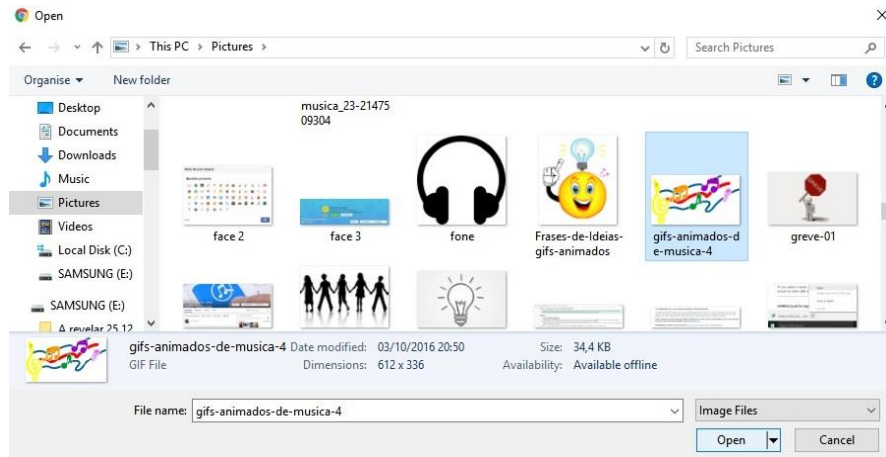 Open
This PC > Pictures >
Search Pictures
Organise
New folder
Desktop
Documents
Downloads
Music
Pictures
Videos
Local Disk (C:)
SAMSUNG (E:)
SAMSUNG (E:)
A revelar 25.12
musica_23-21475
09304
face 2
face 3
fone
Frases-de-Ideias-
gifs-animados
gifs-animados-d
e-musica-4
greve-01
gifs-animados-de-musica-4 Date modified: 03/10/2016 20:50 Size: 34,4 KB
GIF File Dimensions: 612 x 336 Availability: Available offline
File name: gifs-animados-de-musica-4 Image Files
Open Cancel